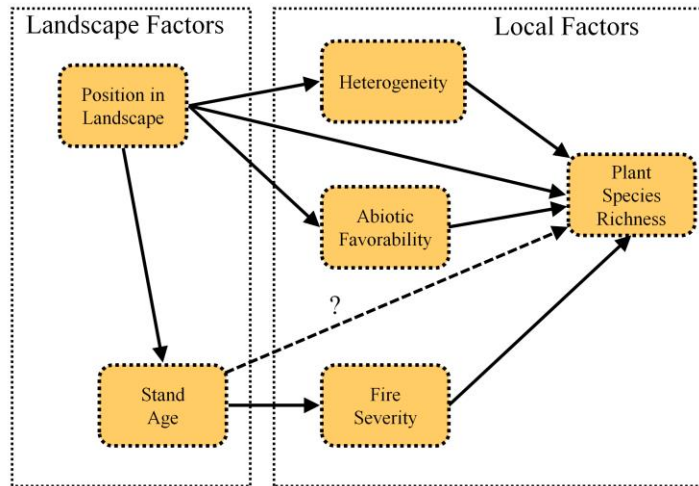 Landscape Factors
Local Factors
Position in
Landscape
Heterogeneity
Plant
Species
Richness
Abiotic
Favorability
?
Stand
Age
Fire
Severity